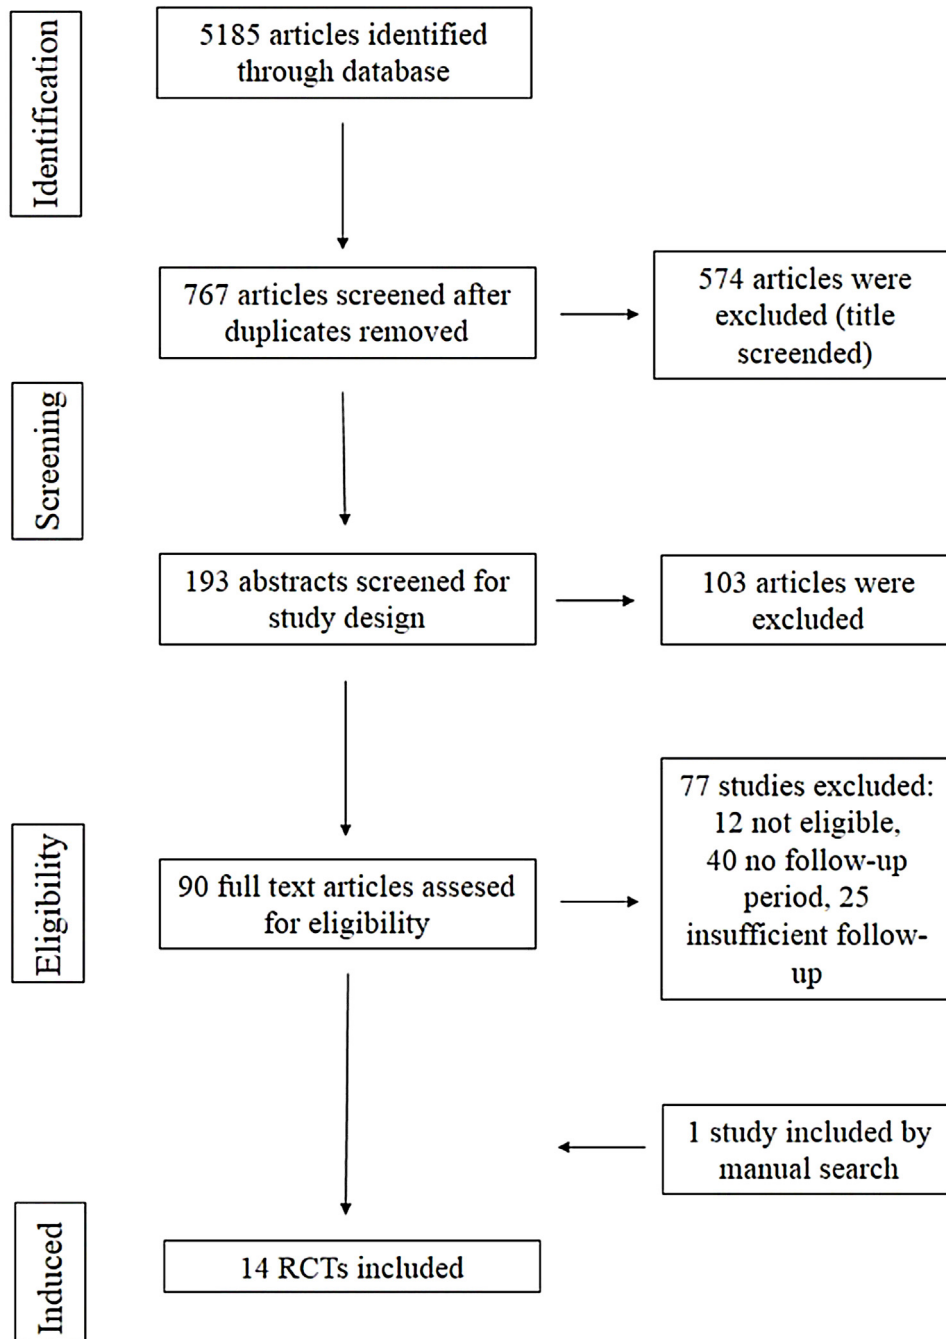 Identification
5185 articles identified
through database
767 articles screened after
duplicates removed
574 articles were
excluded (title
screended)
Screening
193 abstracts screened for
study design
103 articles were
excluded
Eligibility
90 full text articles assesed
for eligibility
77 studies excluded:
12 not eligible,
40 no follow-up
period, 25
insufficient follow-
up
1 study included by
manual search
Induced
14 RCTs included